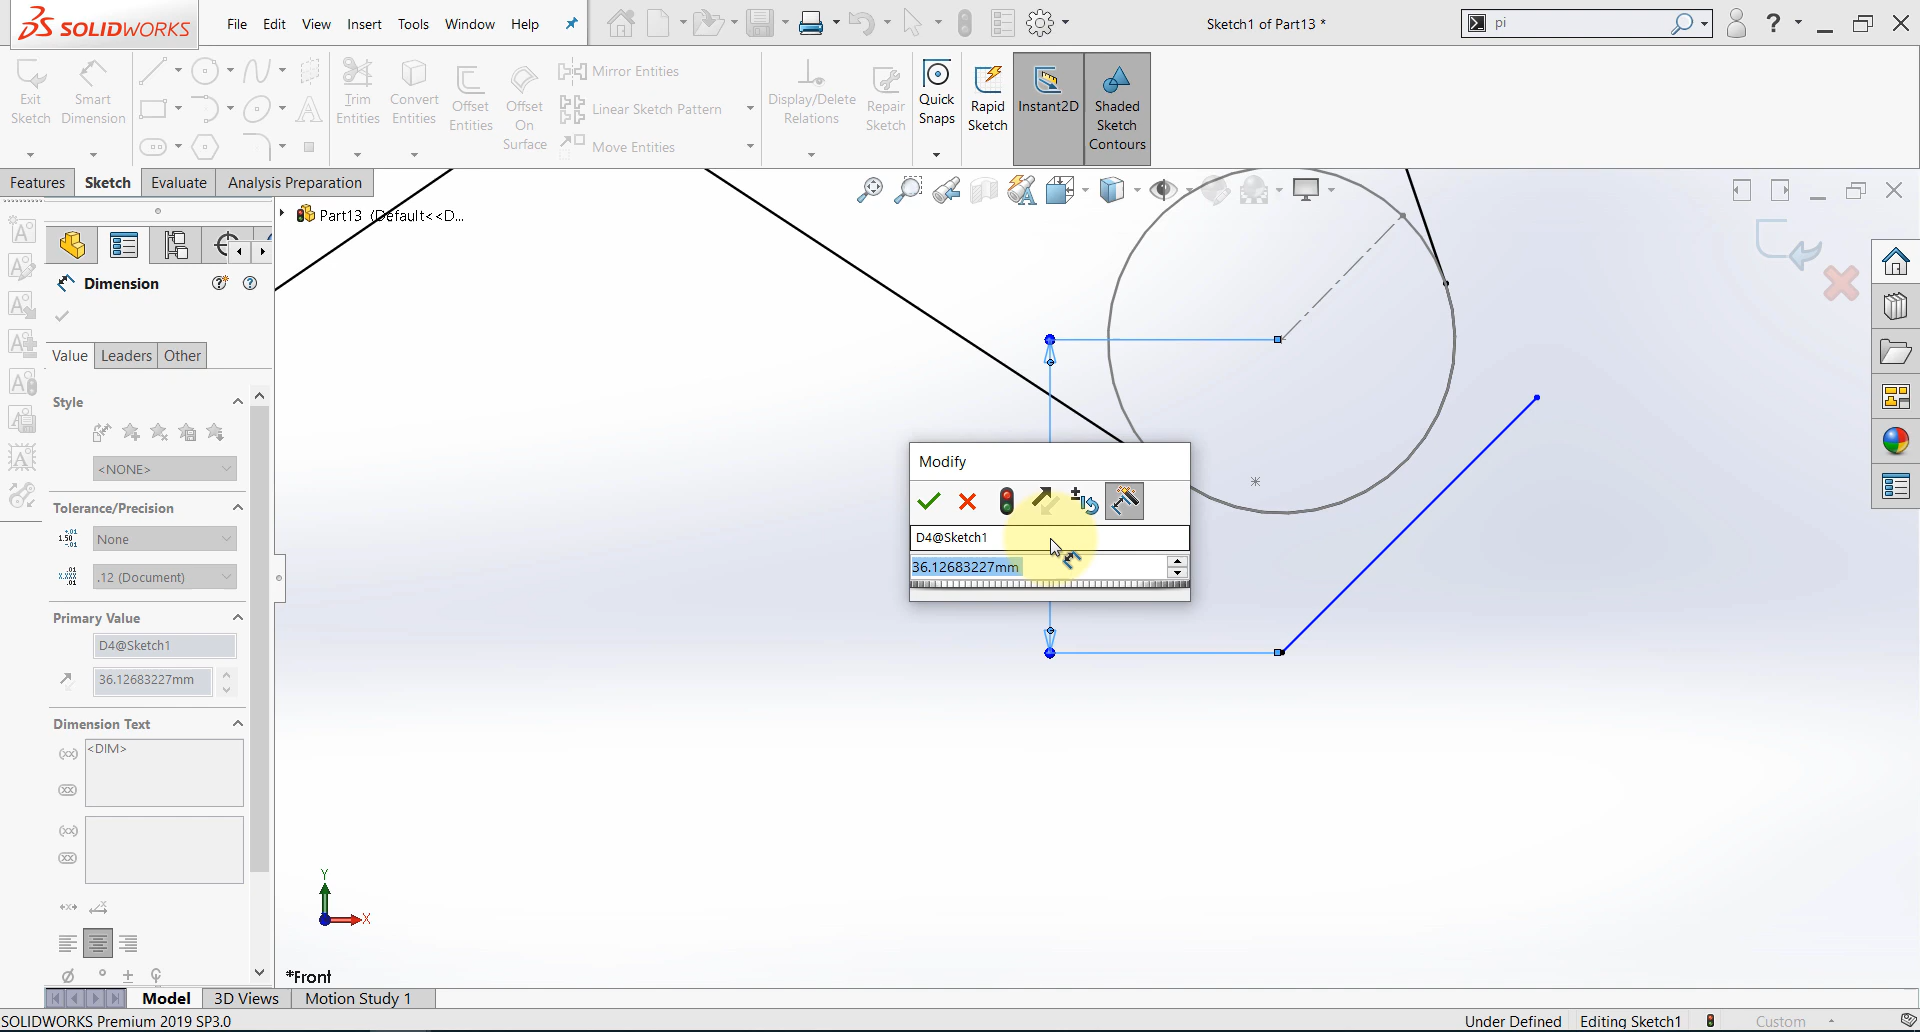 SOLIDWORKS
File Edit View Insert Tools Window Help
Sketch1 of Part13 *
pi
?
Exit Sketch
Smart Dimension
Trim Entities
Convert Entities
Offset Entities
Offset On Surface
Mirror Entities
Linear Sketch Pattern
Move Entities
Display/Delete Relations
Repair Sketch
Quick Snaps
Rapid Sketch
Instant2D
Shaded Sketch Contours
Features Sketch Evaluate Analysis Preparation
Part13 (Default<<D...
Dimension
Value Leaders Other
Style
<NONE>
Tolerance/Precision
None
.12 (Document)
Primary Value
D4@Sketch1
36.12683227mm
Dimension Text
<DIM>
Modify
D4@Sketch1
36.12683227mm
Y
X
*Front
Model 3D Views Motion Study 1
SOLIDWORKS Premium 2019 SP3.0
Under Defined Editing Sketch1 Custom